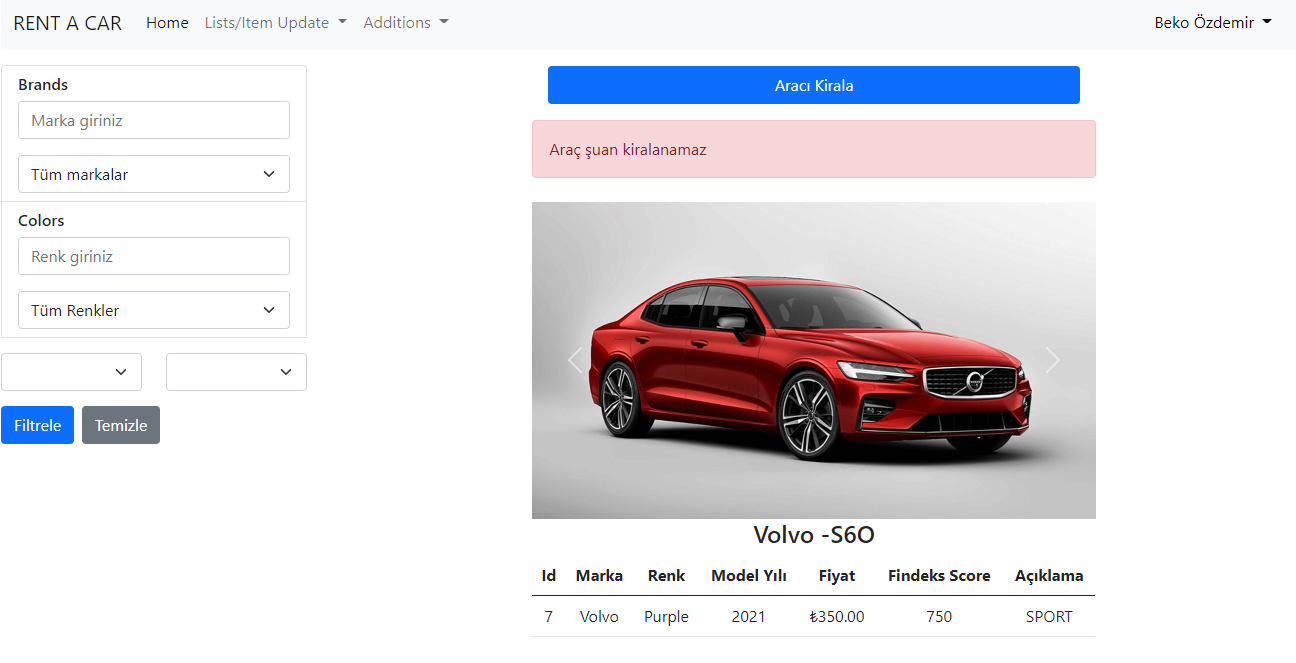 RENT A CAR Home Lists/Item Update Additions Beko Özdemir
Brands
Marka giriniz
Tüm markalar
Colors
Renk giriniz
Tüm Renkler
Filtrele Temizle
Aracı Kirala
Araç şuan kiralanamaz
Volvo -S6O
Id Marka Renk Model Yılı Fiyat Findeks Score Açıklama
7 Volvo Purple 2021 ₺350.00 750 SPORT